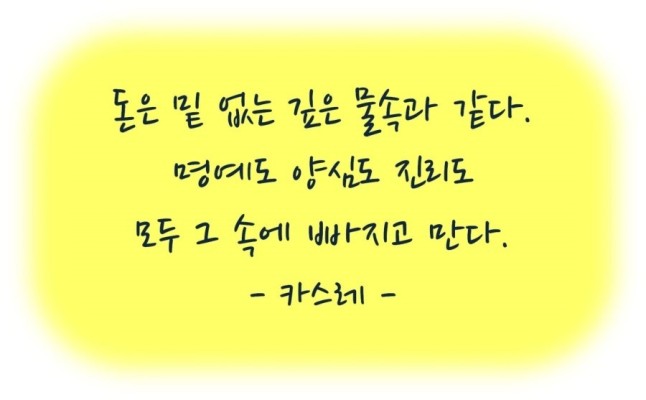 돈은 밑 없는 깊은 물속과 같다.
명예도 양심도 진리도
모두 그 속에 빠지고 만다.
- 카스레 -